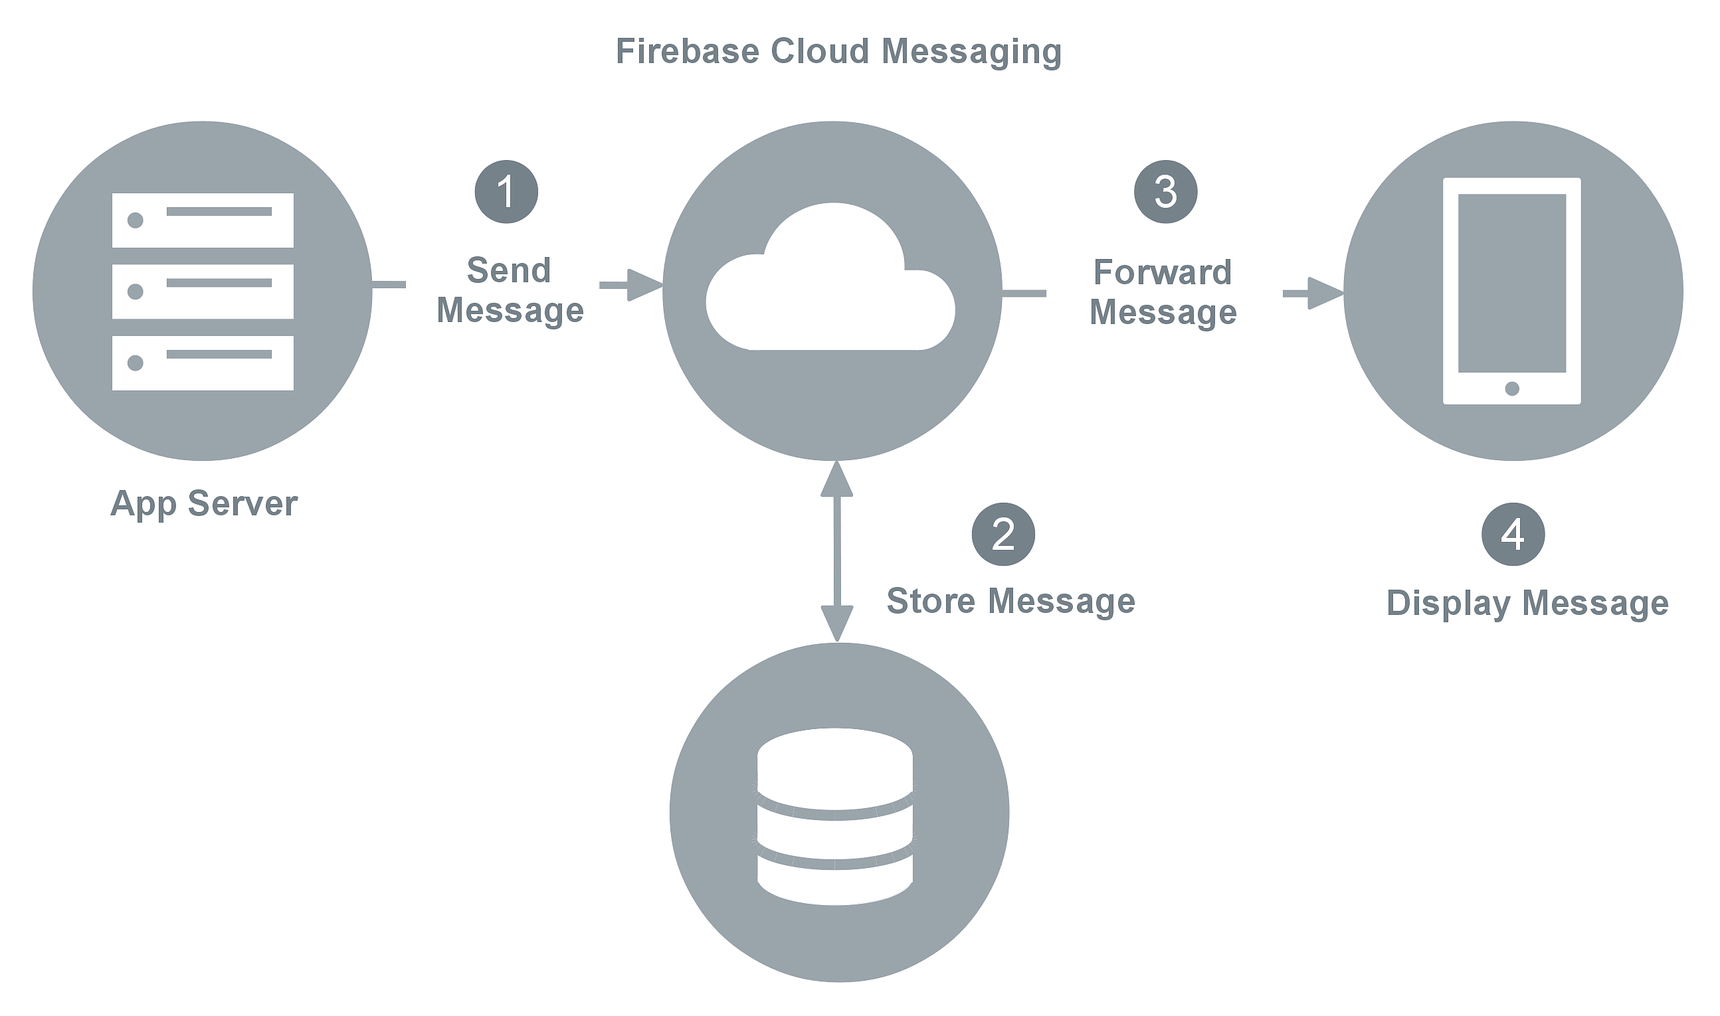 Firebase Cloud Messaging
1
Send
Message
3
Forward
Message
App Server
2
Store Message
4
Display Message